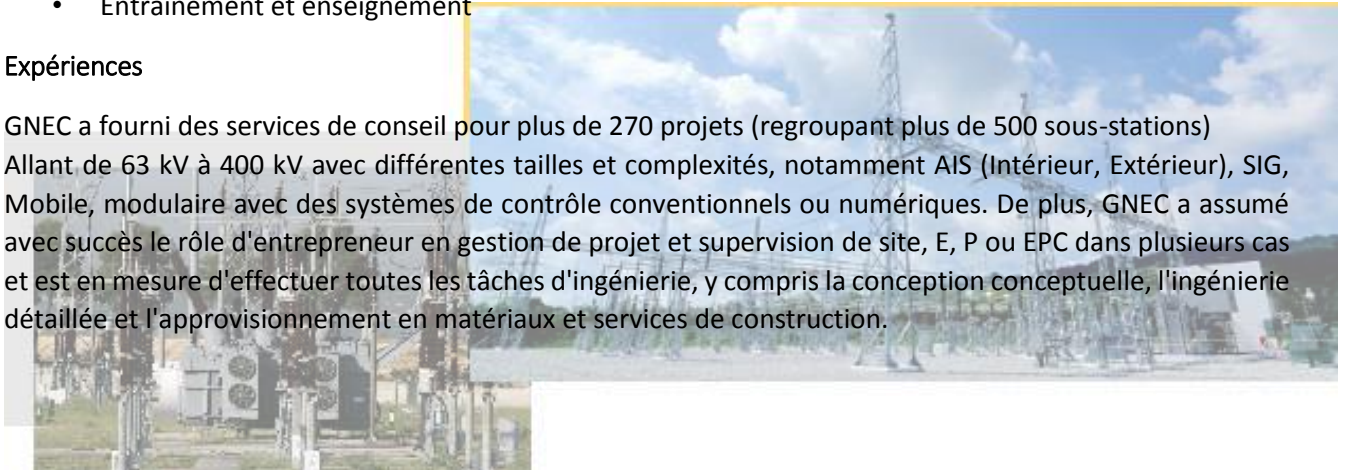 • Entraînement et enseignement
Expériences
GNEC a fourni des services de conseil pour plus de 270 projets (regroupant plus de 500 sous-stations)
Allant de 63 kV à 400 kV avec différentes tailles et complexités, notamment AIS (Intérieur, Extérieur), SIG,
Mobile, modulaire avec des systèmes de contrôle conventionnels ou numériques. De plus, GNEC a assumé
avec succès le rôle d'entrepreneur en gestion de projet et supervision de site, E, P ou EPC dans plusieurs cas
et est en mesure d'effectuer toutes les tâches d'ingénierie, y compris la conception conceptuelle, l'ingénierie
détaillée et l'approvisionnement en matériaux et services de construction.